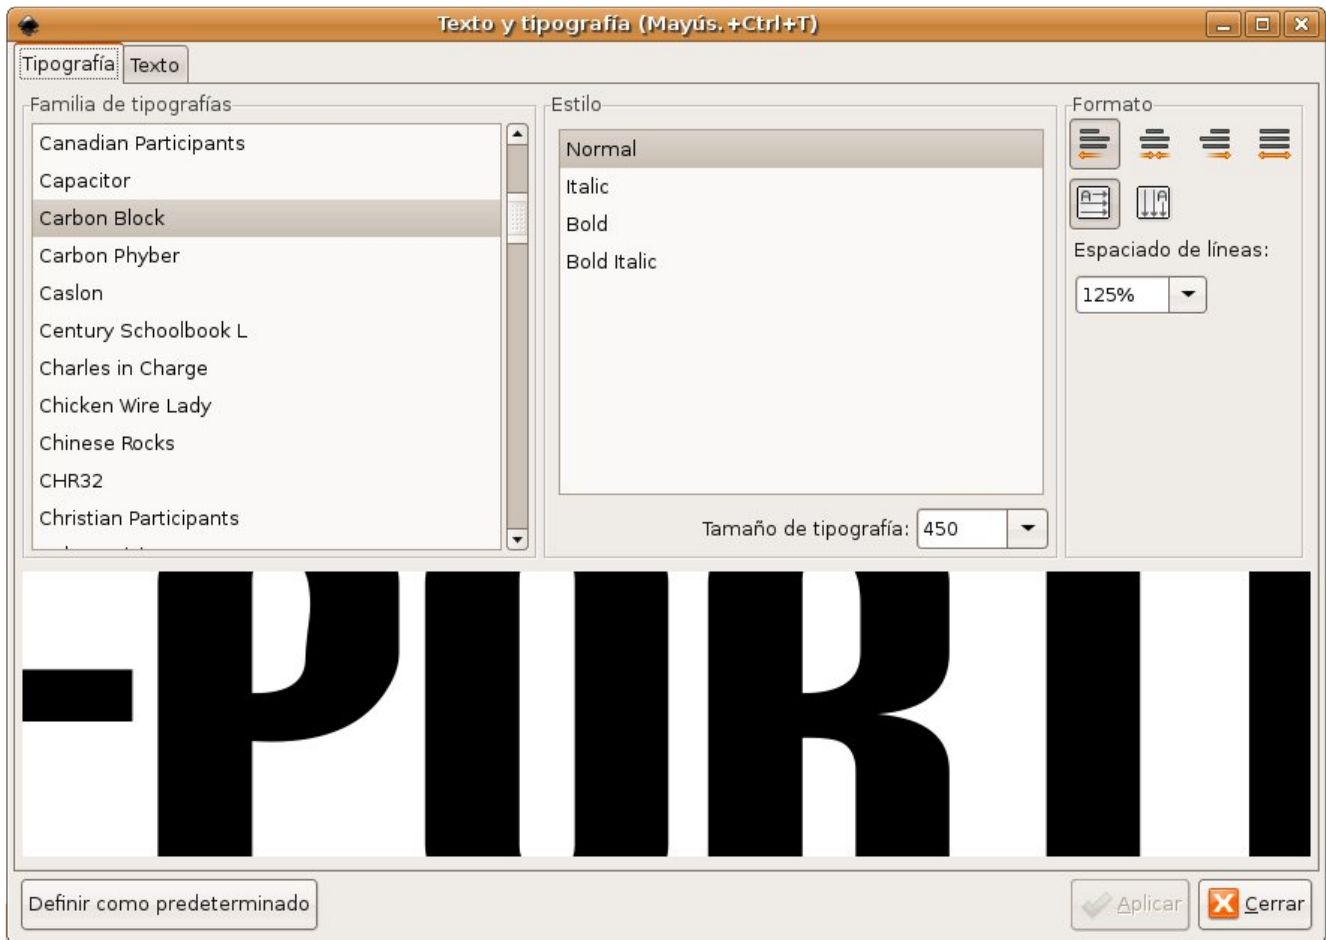 Texto y tipografía (Mayús.+Ctrl+T)
Tipografía Texto
Familia de tipografías
Canadian Participants
Capacitor
Carbon Block
Carbon Phyber
Caslon
Century Schoolbook L
Charles in Charge
Chicken Wire Lady
Chinese Rocks
CHR32
Christian Participants
Estilo
Normal
Italic
Bold
Bold Italic
Tamaño de tipografía: 450
Formato
Espaciado de líneas:
125%
Definir como predeterminado
Aplicar
Cerrar